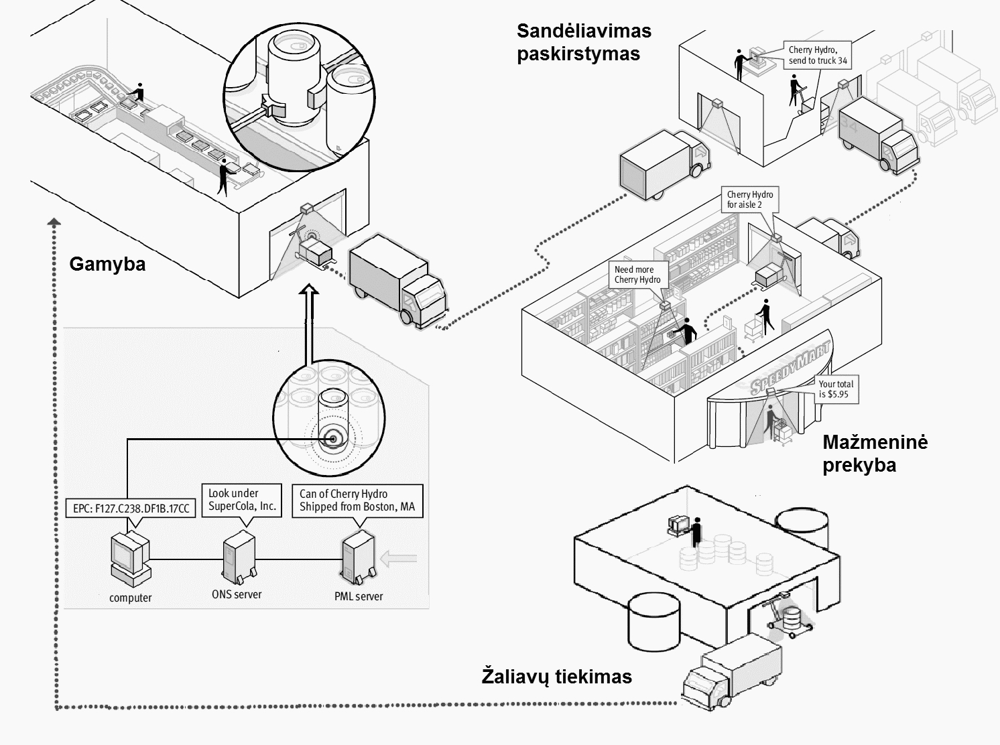 Sandėliavimas
paskirstymas
Cherry Hydro,
send to truck 34
34
Cherry Hydro
for aisle 2
Need more
Cherry Hydro
Gamyba
SPEEDYMART
Your total
is $5.95
Mažmeninė
prekyba
EPC: F127.C238.DF1B.17CC
Look under
SuperCola, Inc.
Can of Cherry Hydro
Shipped from Boston, MA
computer
ONS server
PML server
Žaliavų tiekimas